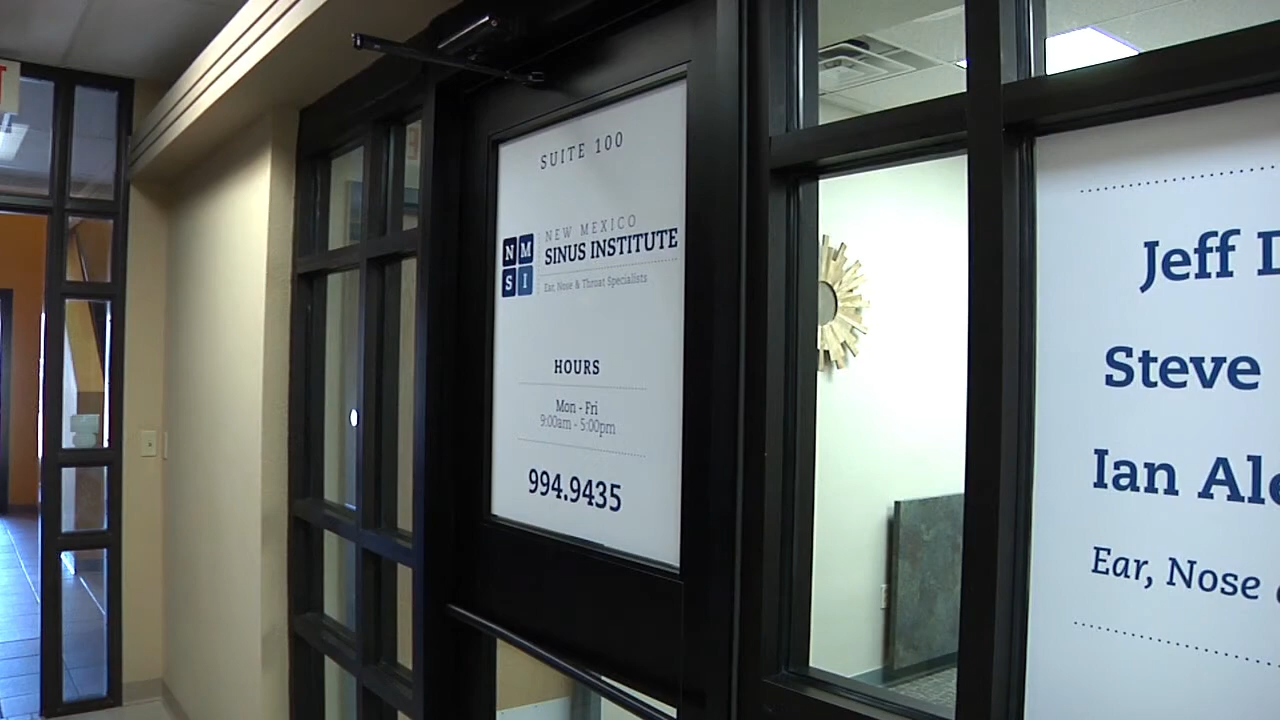 SUITE 100
NM
SI
NEW MEXICO
SINUS INSTITUTE
Ear, Nose & Throat Specialists
HOURS
Mon - Fri
9:00am - 5:00pm
994.9435
Jeff
Steve
Ian Ale
Ear, Nose